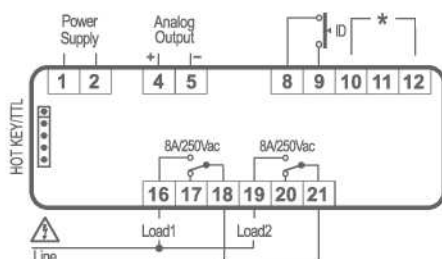 Power Supply
Analog Output
+ −
ID
*
1 2 4 5 8 9 10 11 12
HOT KEY/TTL
8A/250Vac 8A/250Vac
16 17 18 19 20 21
Load1 Load2
Line